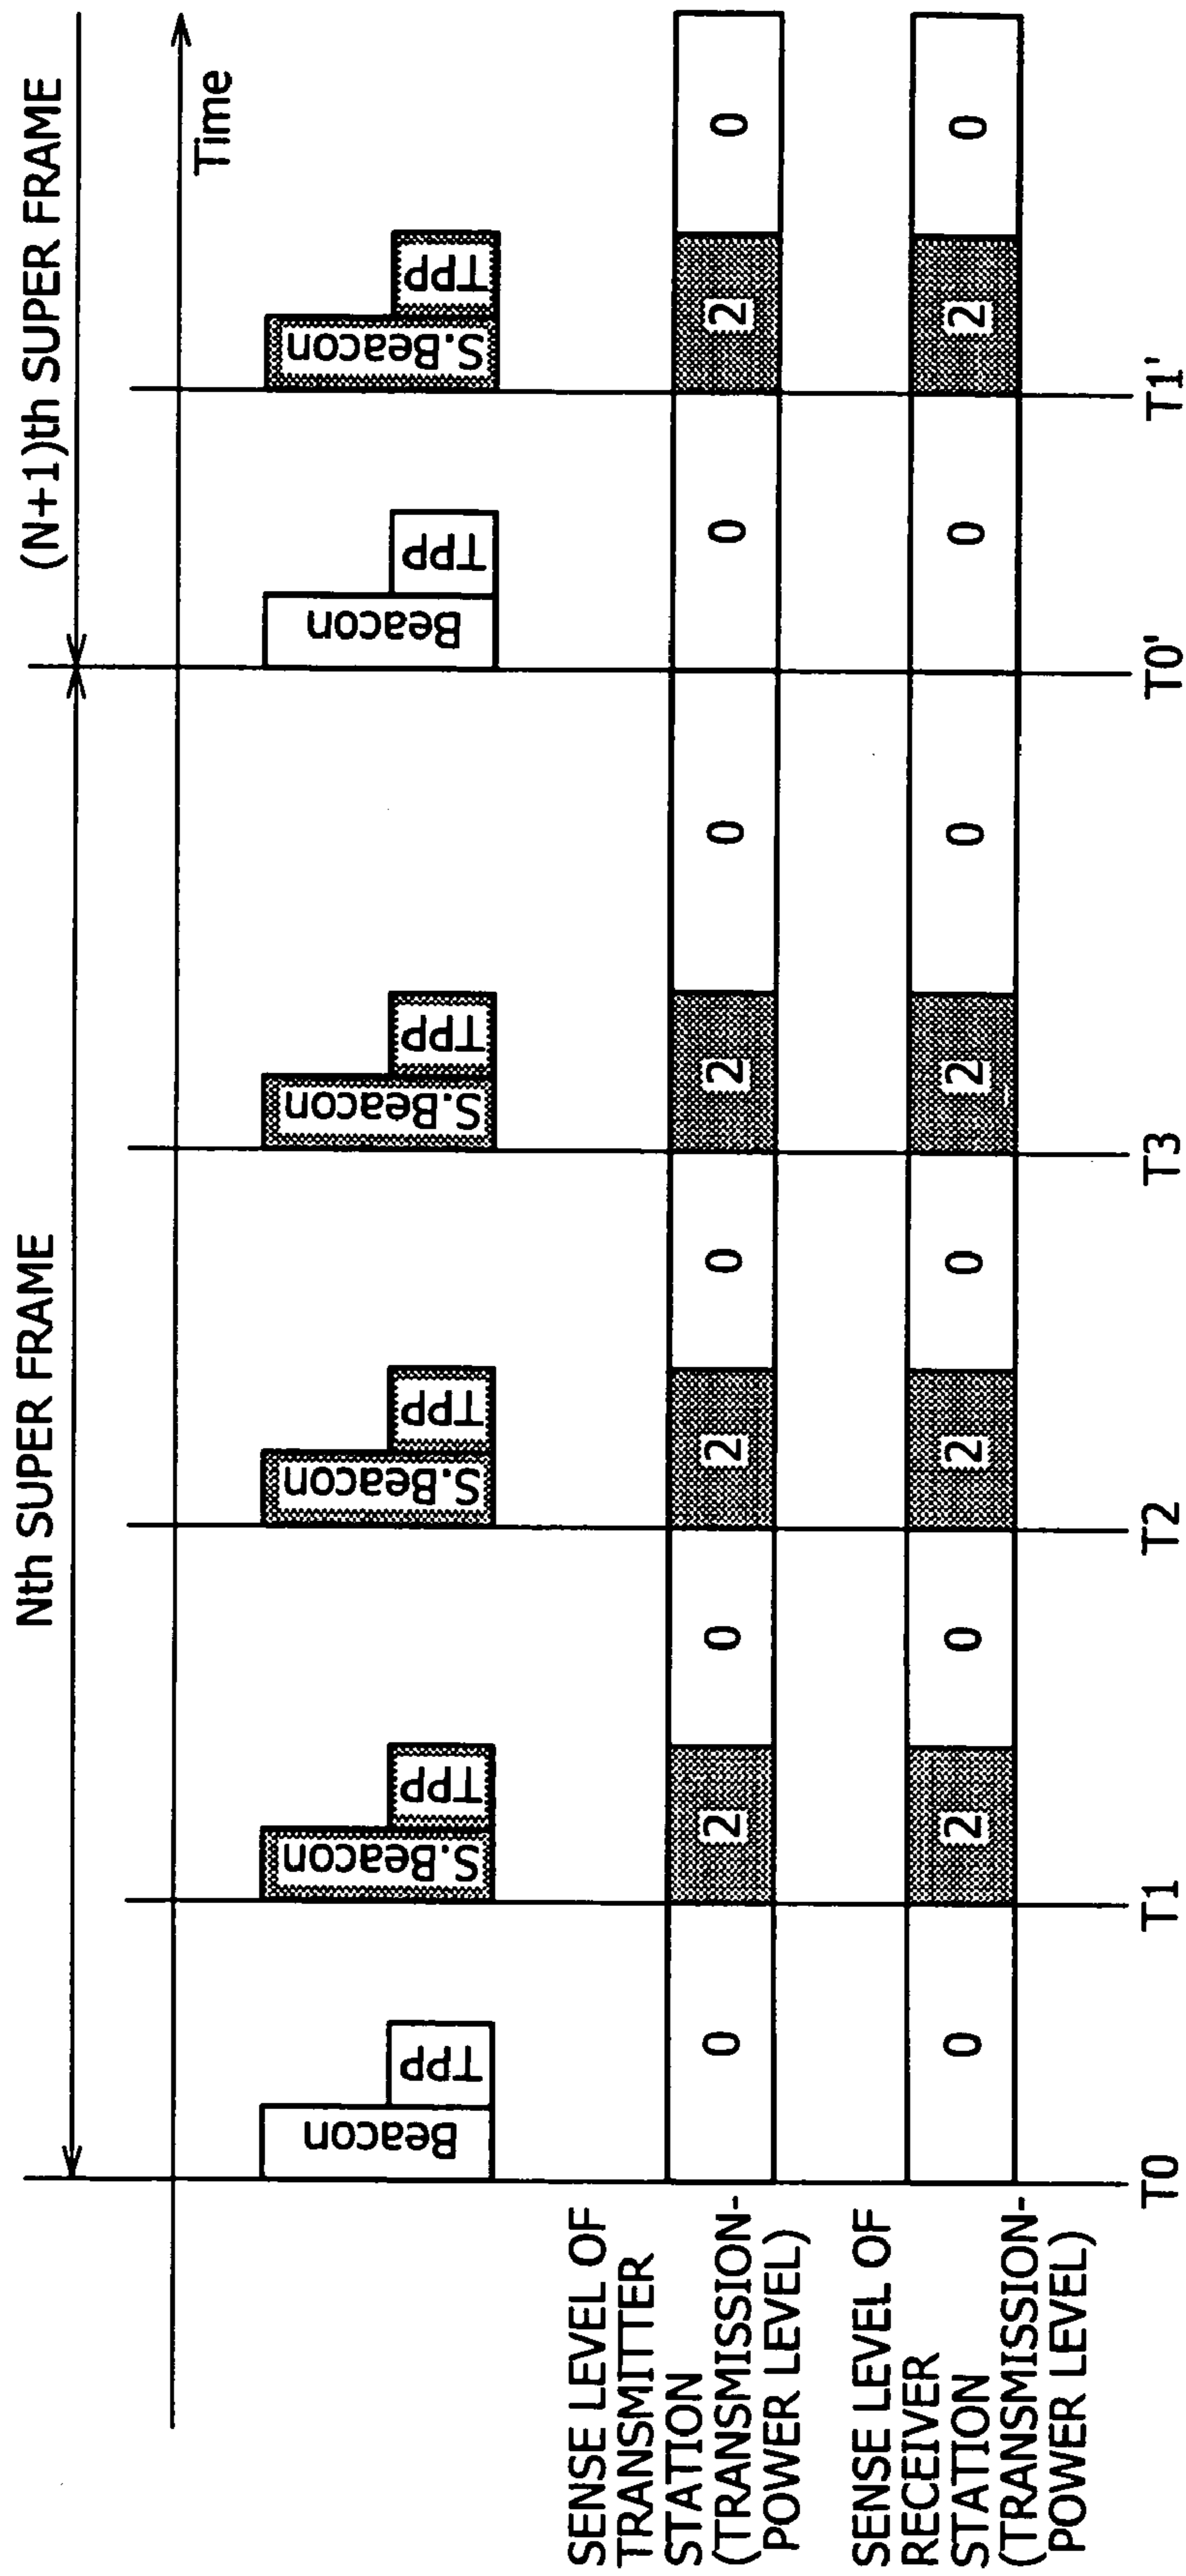 Nth SUPER FRAME
(N+1)th SUPER FRAME
Time
Beacon
TPP
S.Beacon
TPP
S.Beacon
TPP
S.Beacon
TPP
Beacon
TPP
S.Beacon
TPP
SENSE LEVEL OF
TRANSMITTER
STATION
(TRANSMISSION-
POWER LEVEL)
0
2
0
2
0
2
0
0
2
0
SENSE LEVEL OF
RECEIVER
STATION
(TRANSMISSION-
POWER LEVEL)
0
2
0
2
0
2
0
0
2
0
T0
T1
T2
T3
T0'
T1'